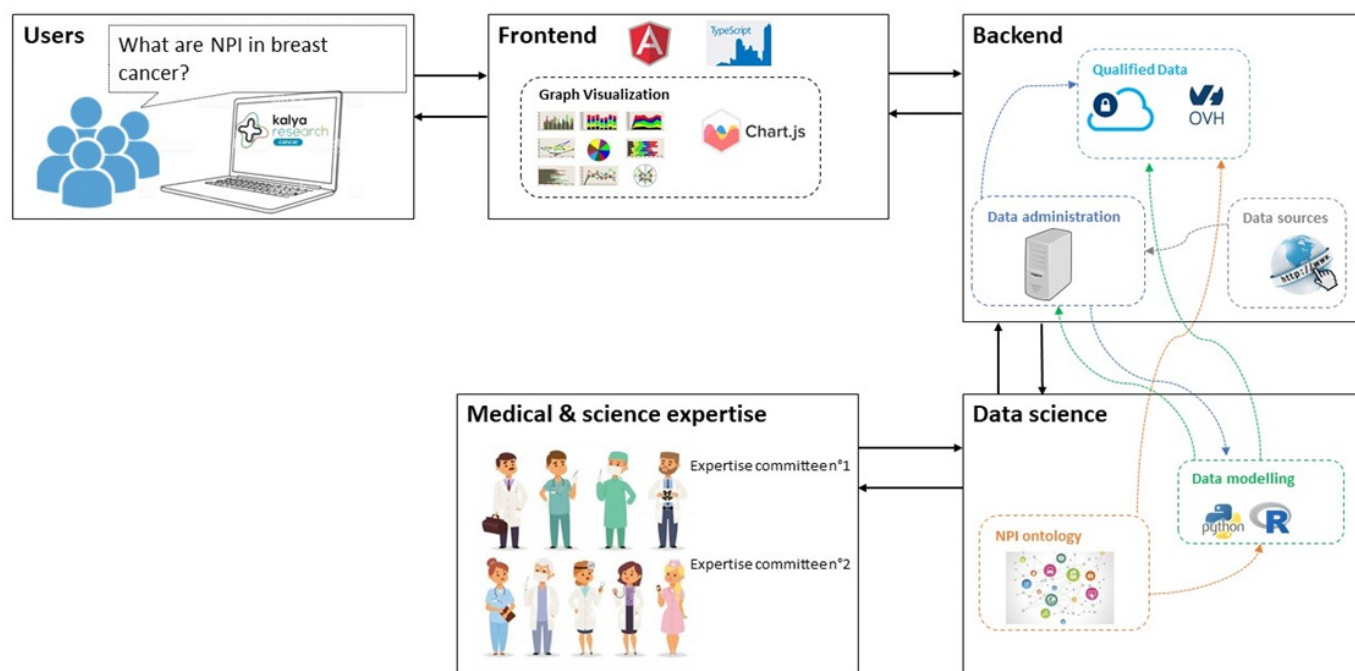 Users
What are NPI in breast
cancer?
kalya
research
cancer
Frontend
TypeScript
Graph Visualization
Chart.js
Backend
Qualified Data
OVH
Data administration
Data sources
http://www
Medical & science expertise
Expertise committee n°1
Expertise committee n°2
Data science
Data modelling
python
R
NPI ontology